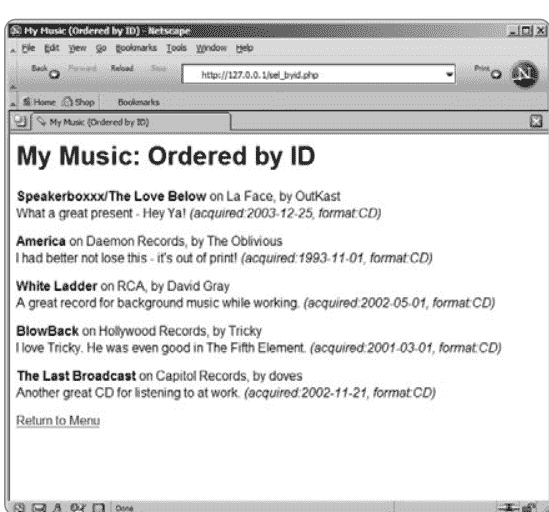 My Music (Ordered by ID) - Netscape
File Edit View Go Bookmarks Tools Window Help
Back Forward Reload Stop http://127.0.0.1/sel_byid.php Print N
Home Shop Bookmarks
My Music (Ordered by ID)
My Music: Ordered by ID
Speakerboxxx/The Love Below on La Face, by OutKast
What a great present - Hey Ya! (acquired:2003-12-25, format:CD)
America on Daemon Records, by The Oblivious
I had better not lose this - it's out of print! (acquired:1993-11-01, format:CD)
White Ladder on RCA, by David Gray
A great record for background music while working. (acquired:2002-05-01, format:CD)
BlowBack on Hollywood Records, by Tricky
I love Tricky. He was even good in The Fifth Element. (acquired:2001-03-01, format:CD)
The Last Broadcast on Capitol Records, by doves
Another great CD for listening to at work. (acquired:2002-11-21, format:CD)
Return to Menu
Done